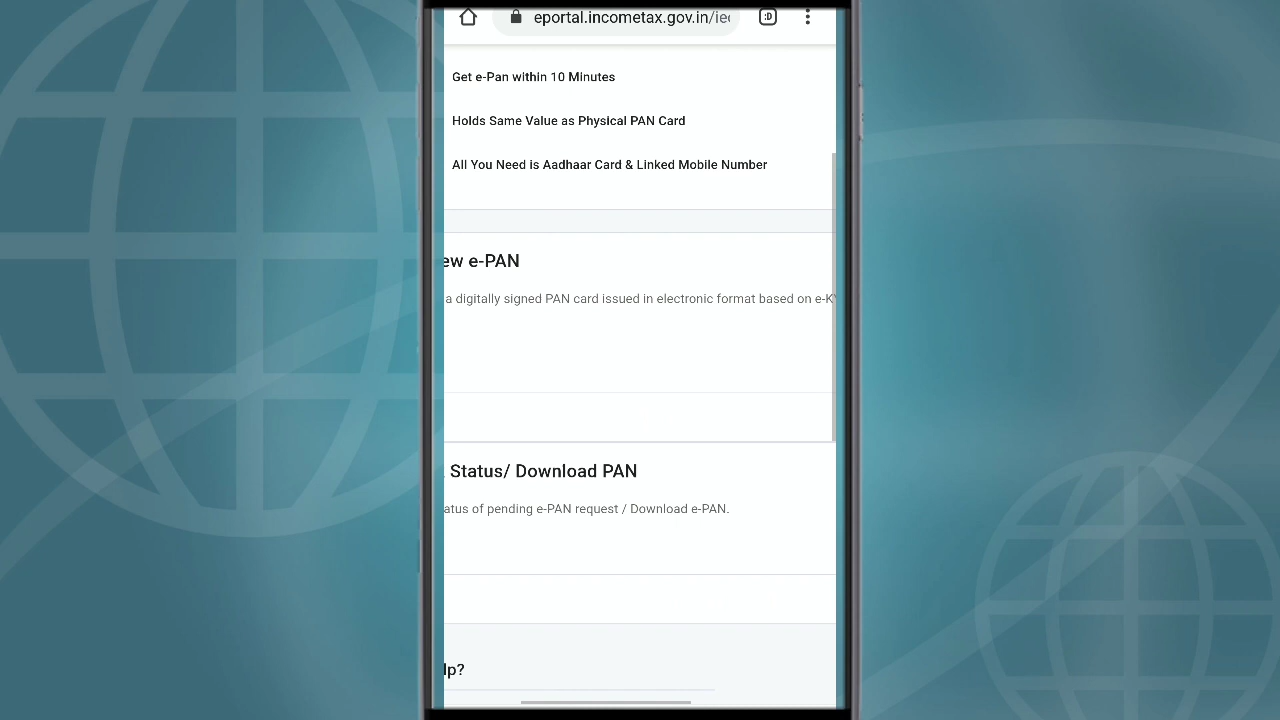 eportal.incometax.gov.in/iec
:D
Get e-Pan within 10 Minutes
Holds Same Value as Physical PAN Card
All You Need is Aadhaar Card & Linked Mobile Number
ew e-PAN
a digitally signed PAN card issued in electronic format based on e-K
Status/ Download PAN
atus of pending e-PAN request / Download e-PAN.
lp?